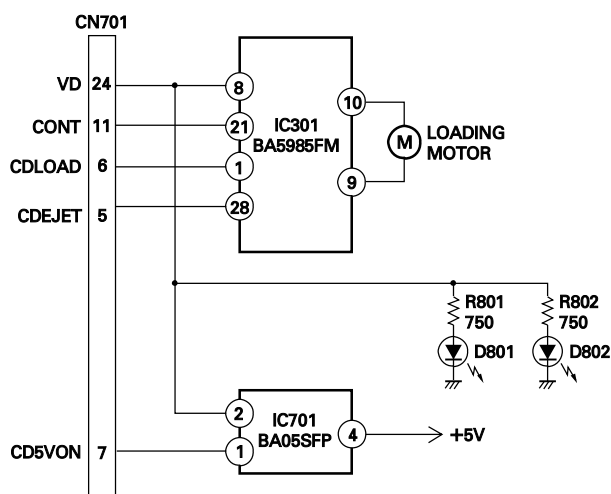 CN701
VD 24
8
10
CONT 11
21
IC301
BA5985FM
M
LOADING
MOTOR
CDLOAD 6
1
9
CDEJET 5
28
R801
750
R802
750
D801
D802
2
IC701
BA05SFP
4
+5V
CD5VON 7
1